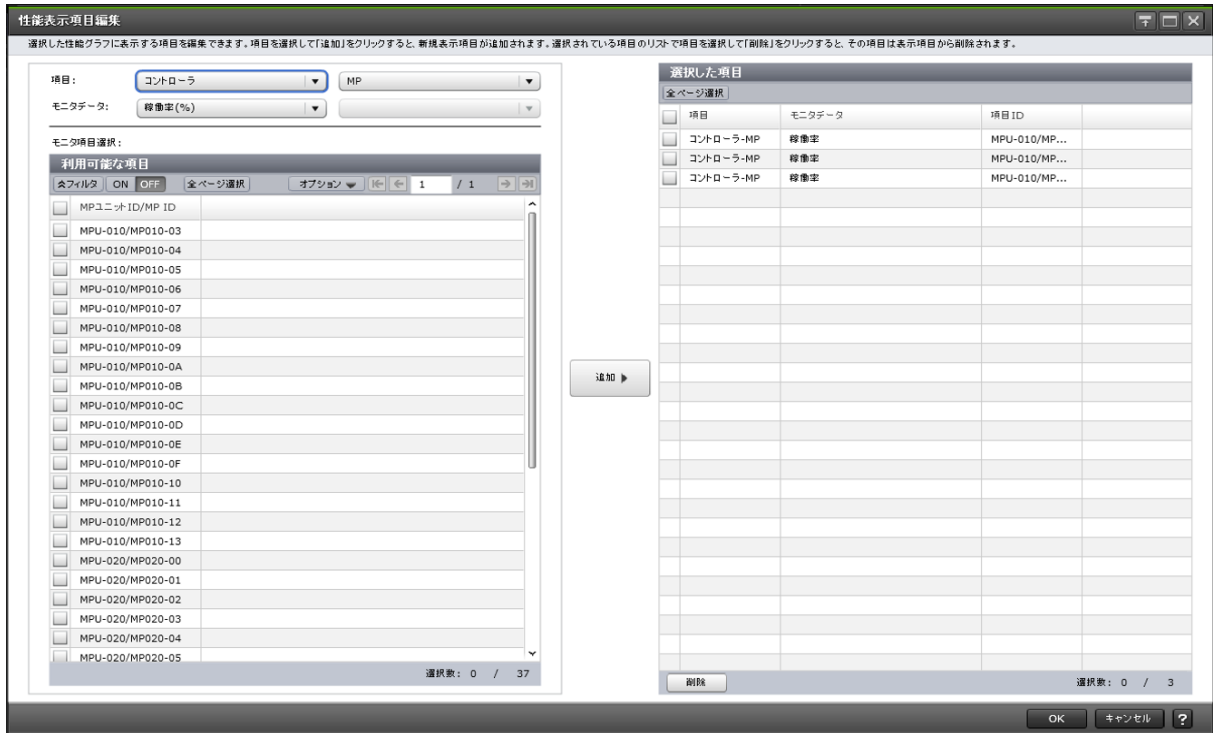 性能表示項目編集
選択した性能グラフに表示する項目を編集できます。項目を選択して「追加」をクリックすると、新規表示項目が追加されます。選択されている項目のリストで項目を選択して「削除」をクリックすると、その項目は表示項目から削除されます。
項目: コントローラ MP
モニタデータ: 稼働率(%)
モニタ項目選択:
利用可能な項目
全フィルタ ON OFF 全ページ選択 オプション 1 / 1
MPユニットID/MP ID
MPU-010/MP010-03
MPU-010/MP010-04
MPU-010/MP010-05
MPU-010/MP010-06
MPU-010/MP010-07
MPU-010/MP010-08
MPU-010/MP010-09
MPU-010/MP010-0A
MPU-010/MP010-0B
MPU-010/MP010-0C
MPU-010/MP010-0D
MPU-010/MP010-0E
MPU-010/MP010-0F
MPU-010/MP010-10
MPU-010/MP010-11
MPU-010/MP010-12
MPU-010/MP010-13
MPU-020/MP020-00
MPU-020/MP020-01
MPU-020/MP020-02
MPU-020/MP020-03
MPU-020/MP020-04
MPU-020/MP020-05
選択数: 0 / 37
追加
選択した項目
全ページ選択
項目 モニタデータ 項目ID
コントローラ-MP 稼働率 MPU-010/MP...
コントローラ-MP 稼働率 MPU-010/MP...
コントローラ-MP 稼働率 MPU-010/MP...
削除 選択数: 0 / 3
OK キャンセル ?